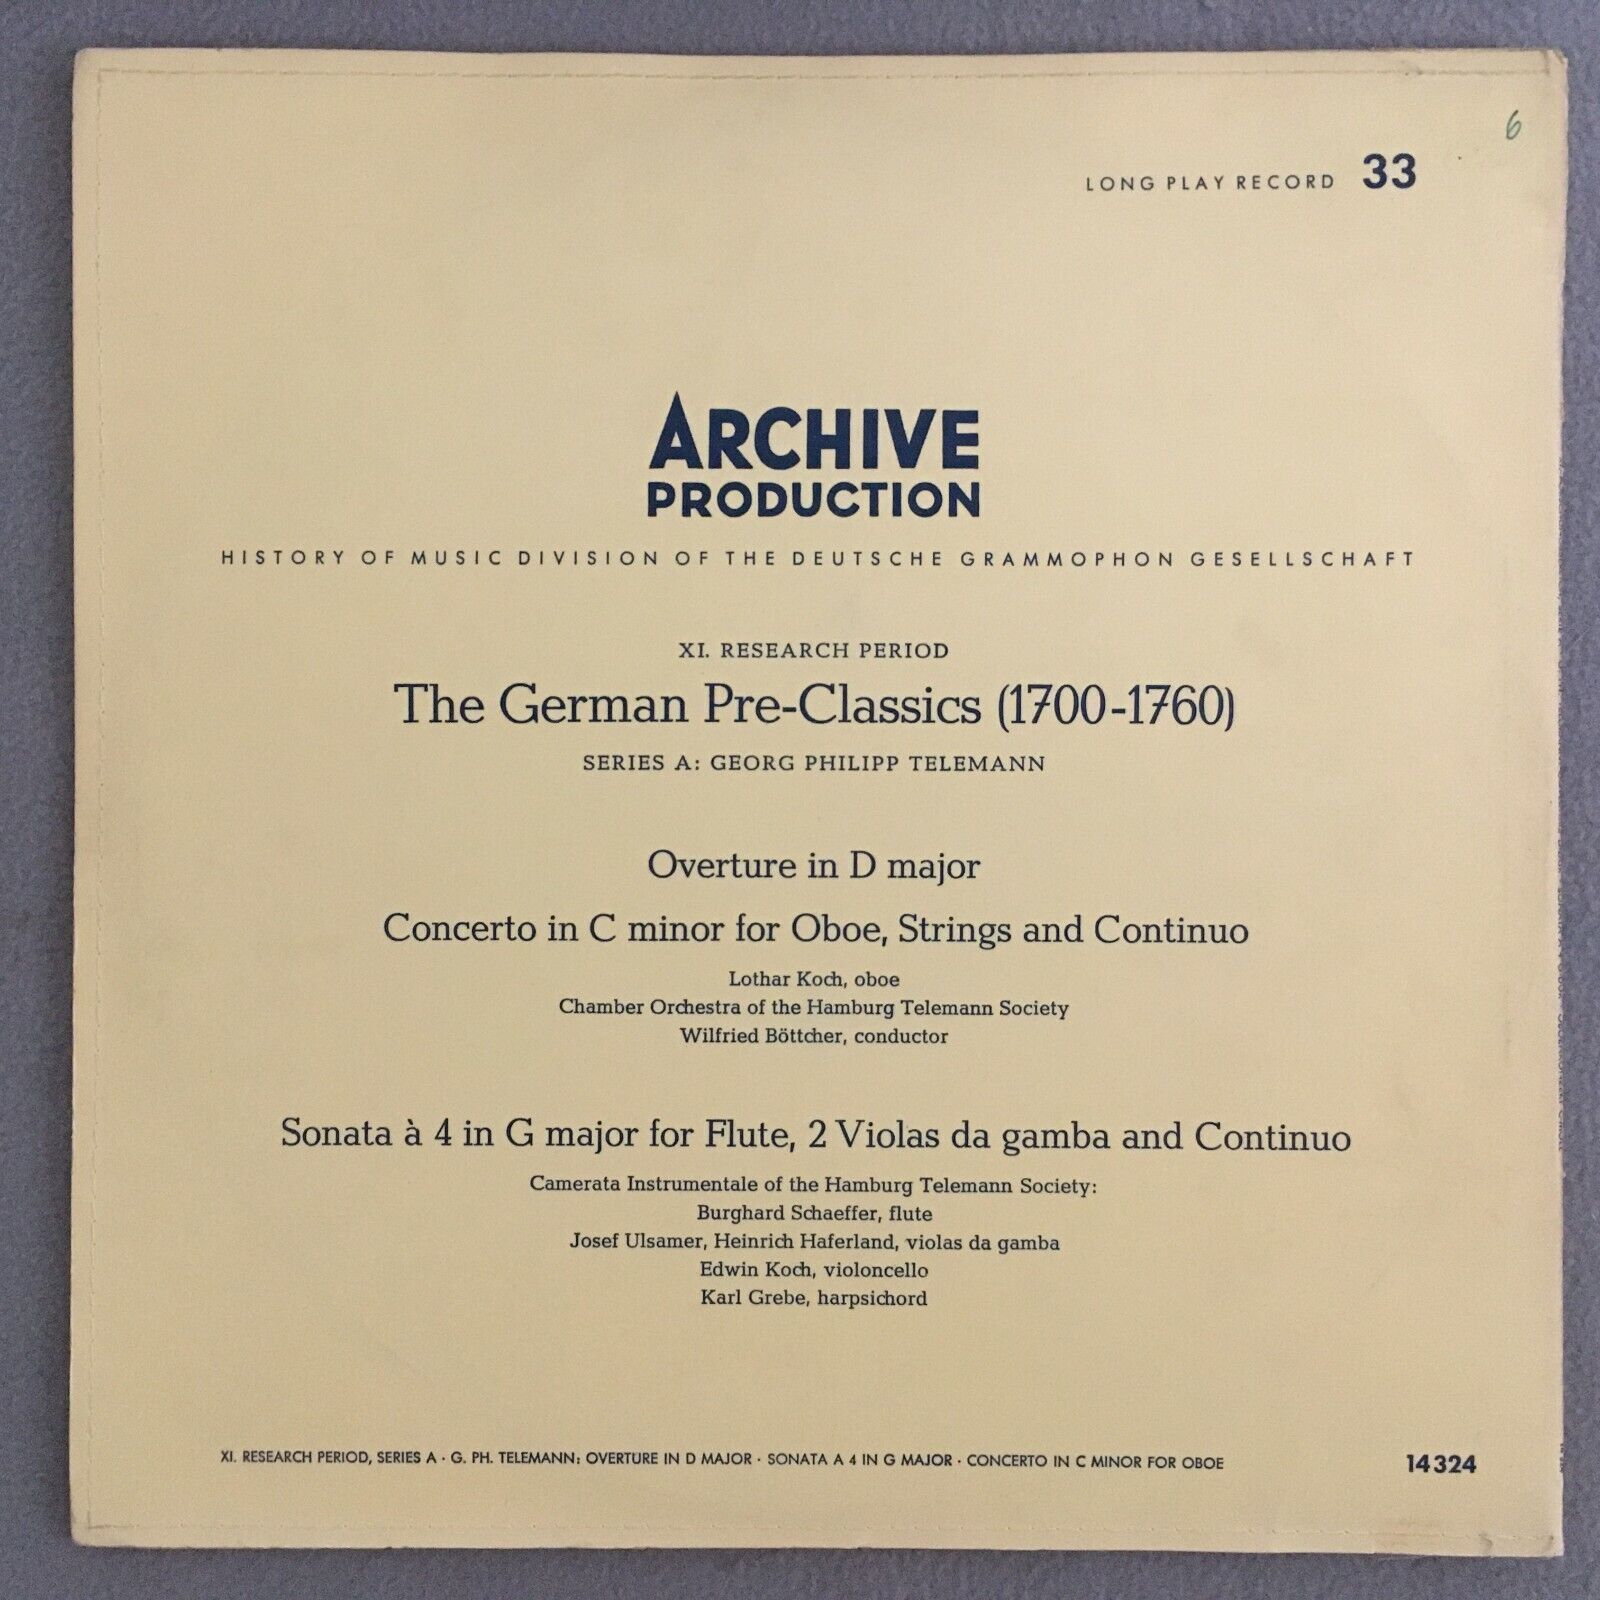 6
LONG PLAY RECORD 33
ARCHIVE
PRODUCTION
HISTORY OF MUSIC DIVISION OF THE DEUTSCHE GRAMMOPHON GESELLSCHAFT
XI. RESEARCH PERIOD
The German Pre-Classics (1700-1760)
SERIES A: GEORG PHILIPP TELEMANN
Overture in D major
Concerto in C minor for Oboe, Strings and Continuo
Lothar Koch, oboe
Chamber Orchestra of the Hamburg Telemann Society
Wilfried Böttcher, conductor
Sonata à 4 in G major for Flute, 2 Violas da gamba and Continuo
Camerata Instrumentale of the Hamburg Telemann Society:
Burghard Schaeffer, flute
Josef Ulsamer, Heinrich Haferland, violas da gamba
Edwin Koch, violoncello
Karl Grebe, harpsichord
XI. RESEARCH PERIOD, SERIES A · G. PH. TELEMANN: OVERTURE IN D MAJOR · SONATA A 4 IN G MAJOR · CONCERTO IN C MINOR FOR OBOE 14324